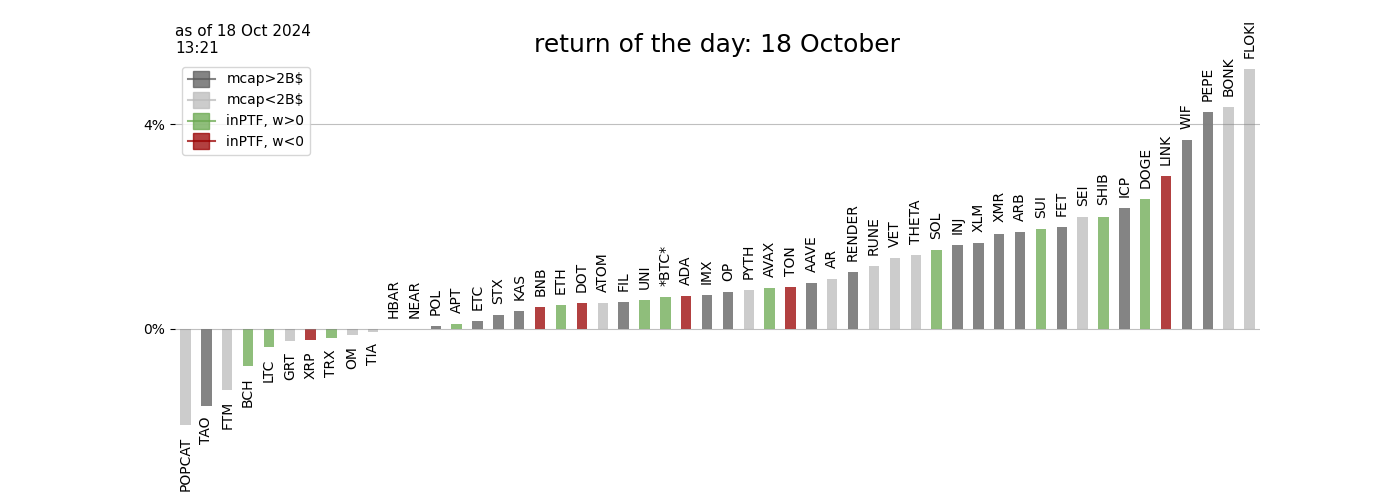 as of 18 Oct 2024
13:21
return of the day: 18 October
mcap>2B$
mcap<2B$
inPTF, w>0
inPTF, w<0
4%
0%
POPCAT
TAO
FTM
BCH
LTC
GRT
XRP
TRX
OM
TIA
HBAR
NEAR
POL
APT
ETC
STX
KAS
BNB
ETH
DOT
ATOM
FIL
UNI
*BTC*
ADA
IMX
OP
PYTH
AVAX
TON
AAVE
AR
RENDER
RUNE
VET
THETA
SOL
INJ
XLM
XMR
ARB
SUI
FET
SEI
SHIB
ICP
DOGE
LINK
WIF
PEPE
BONK
FLOKI